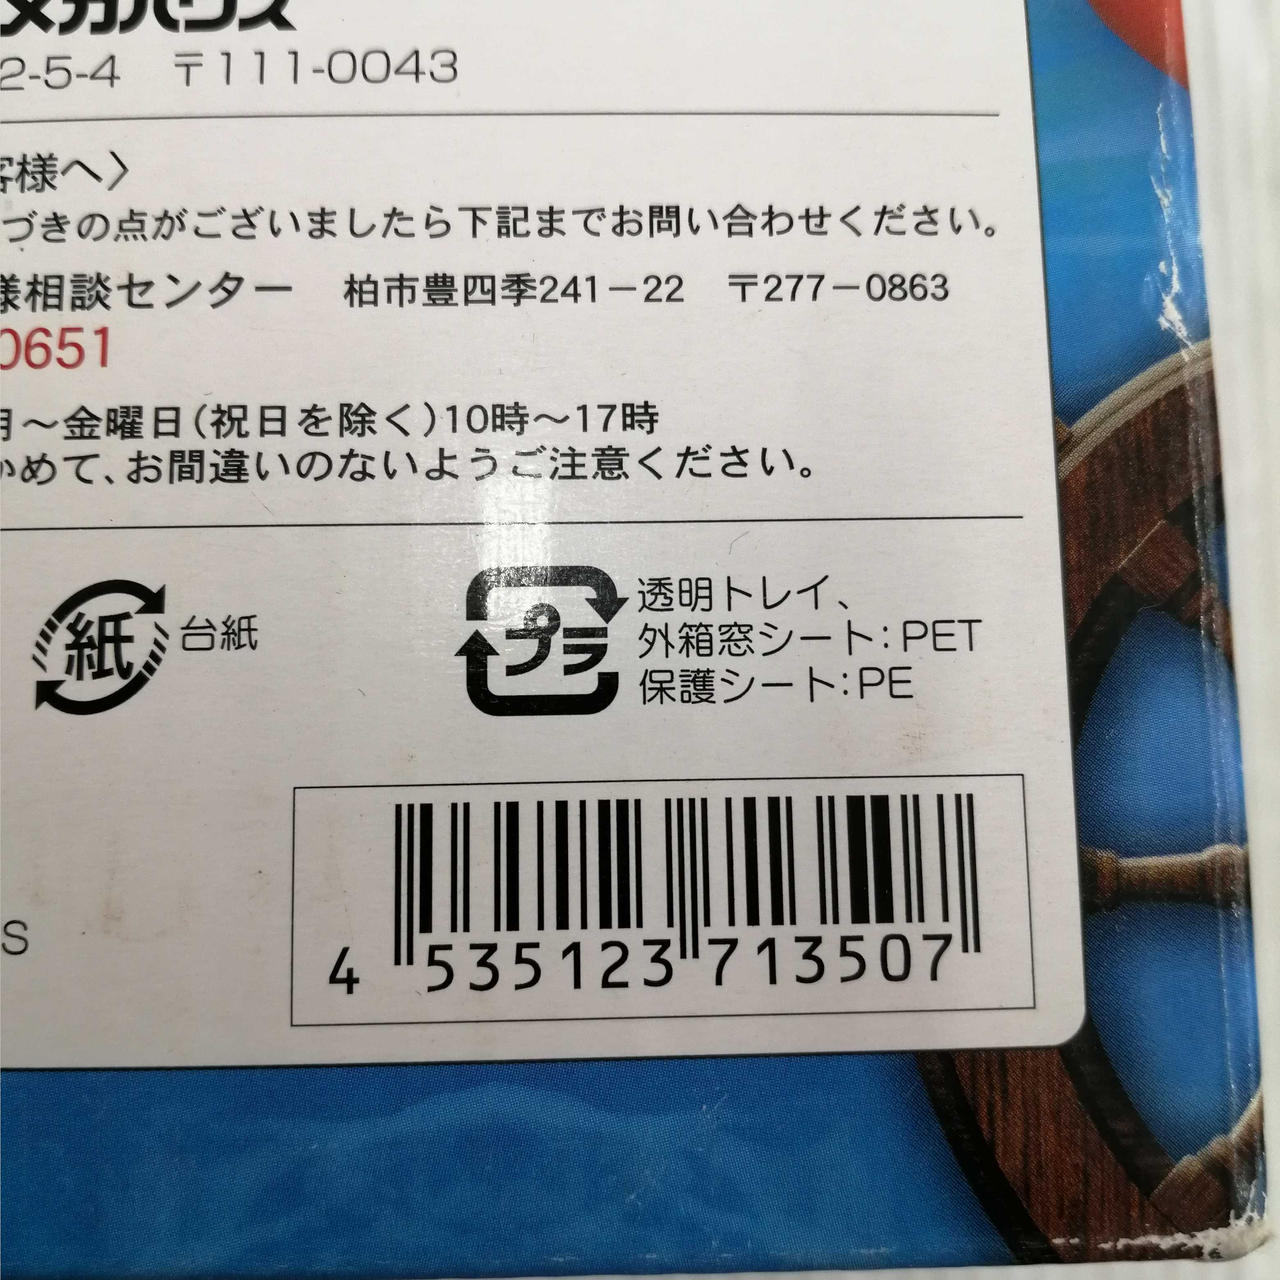 メガハウス
2-5-4 〒111-0043
客様へ〉
づきの点がございましたら下記までお問い合わせください。
様相談センター 柏市豊四季241-22 〒277-0863
0651
月～金曜日(祝日を除く)10時～17時
かめて、お間違いのないようご注意ください。
紙 台紙
プラ 透明トレイ、
外箱窓シート:PET
保護シート:PE
S
4 535123 713507